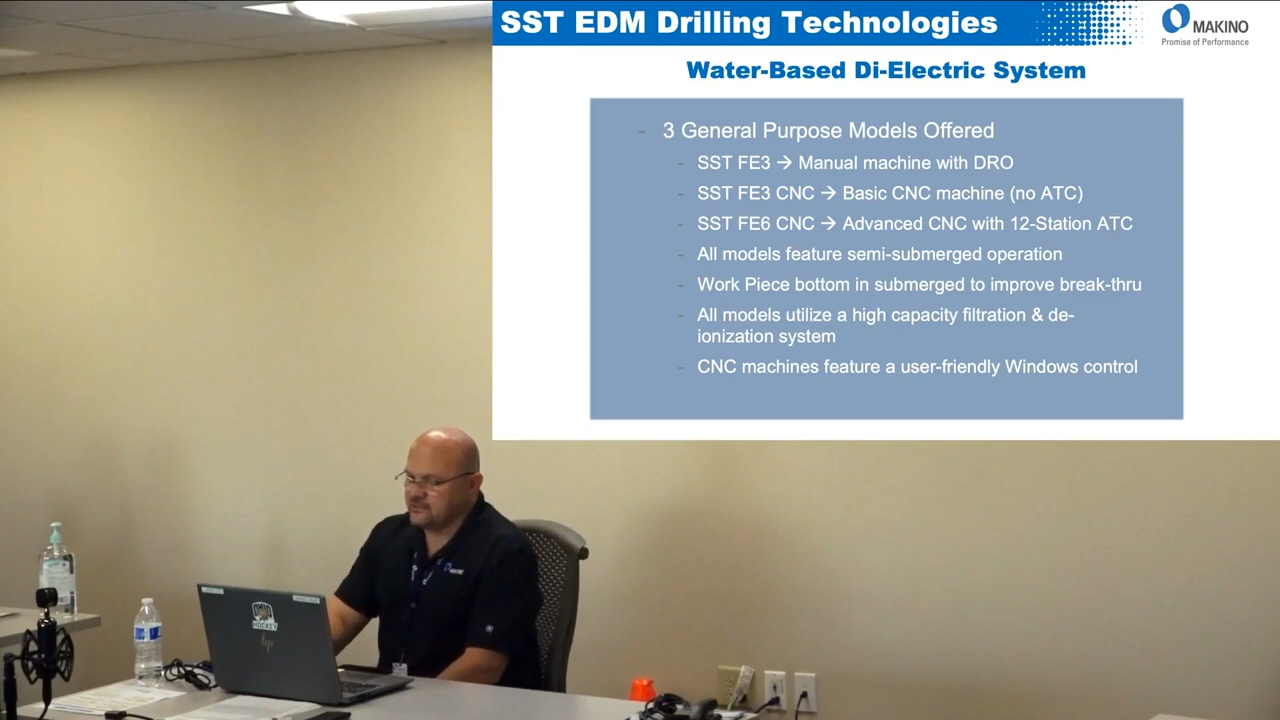 SST EDM Drilling Technologies
MAKINO
Promise of Performance
Water-Based Di-Electric System
- 3 General Purpose Models Offered
- SST FE3 → Manual machine with DRO
- SST FE3 CNC → Basic CNC machine (no ATC)
- SST FE6 CNC → Advanced CNC with 12-Station ATC
- All models feature semi-submerged operation
- Work Piece bottom in submerged to improve break-thru
- All models utilize a high capacity filtration & de-
ionization system
- CNC machines feature a user-friendly Windows control
HOCKEY
hp